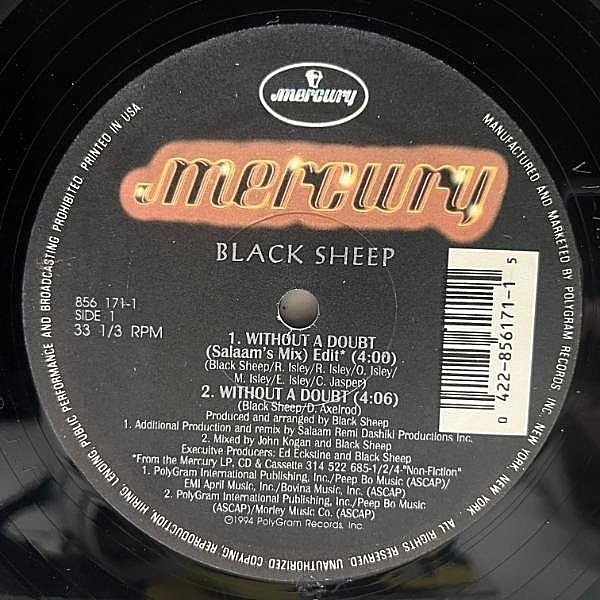 mercury
mercury
BLACK SHEEP
856 171-1
SIDE 1
33 1/3 RPM
1. WITHOUT A DOUBT
(Salaam's Mix) Edit* (4:00)
(Black Sheep/R. Isley/R. Isley/O. Isley/
M. Isley/E. Isley/C. Jasper)
2. WITHOUT A DOUBT (4:06)
(Black Sheep/D. Axelrod)
Produced and arranged by Black Sheep
1. Additional Production and remix by Salaam Remi Dashiki Productions Inc.
2. Mixed by John Kogan and Black Sheep
Executive Producers: Ed Eckstine and Black Sheep
*From the Mercury LP, CD & Cassette 314 522 685-1/2/4-"Non-Fiction"
1. PolyGram International Publishing, Inc./Peep Bo Music (ASCAP)/
EMI April Music, Inc./Bovina Music, Inc. (ASCAP)
2. PolyGram International Publishing, Inc./Peep Bo Music
(ASCAP)/Morley Music Co. (ASCAP)
©1994 PolyGram Records, Inc.
0 422-856171-1 5
MANUFACTURED AND MARKETED BY POLYGRAM RECORDS INC. NEW YORK, NEW YORK. ALL RIGHTS RESERVED. UNAUTHORIZED COPYING, REPRODUCTION HIRING, LENDING, PUBLIC PERFORMANCE AND BROADCASTING PROHIBITED. PRINTED IN USA.